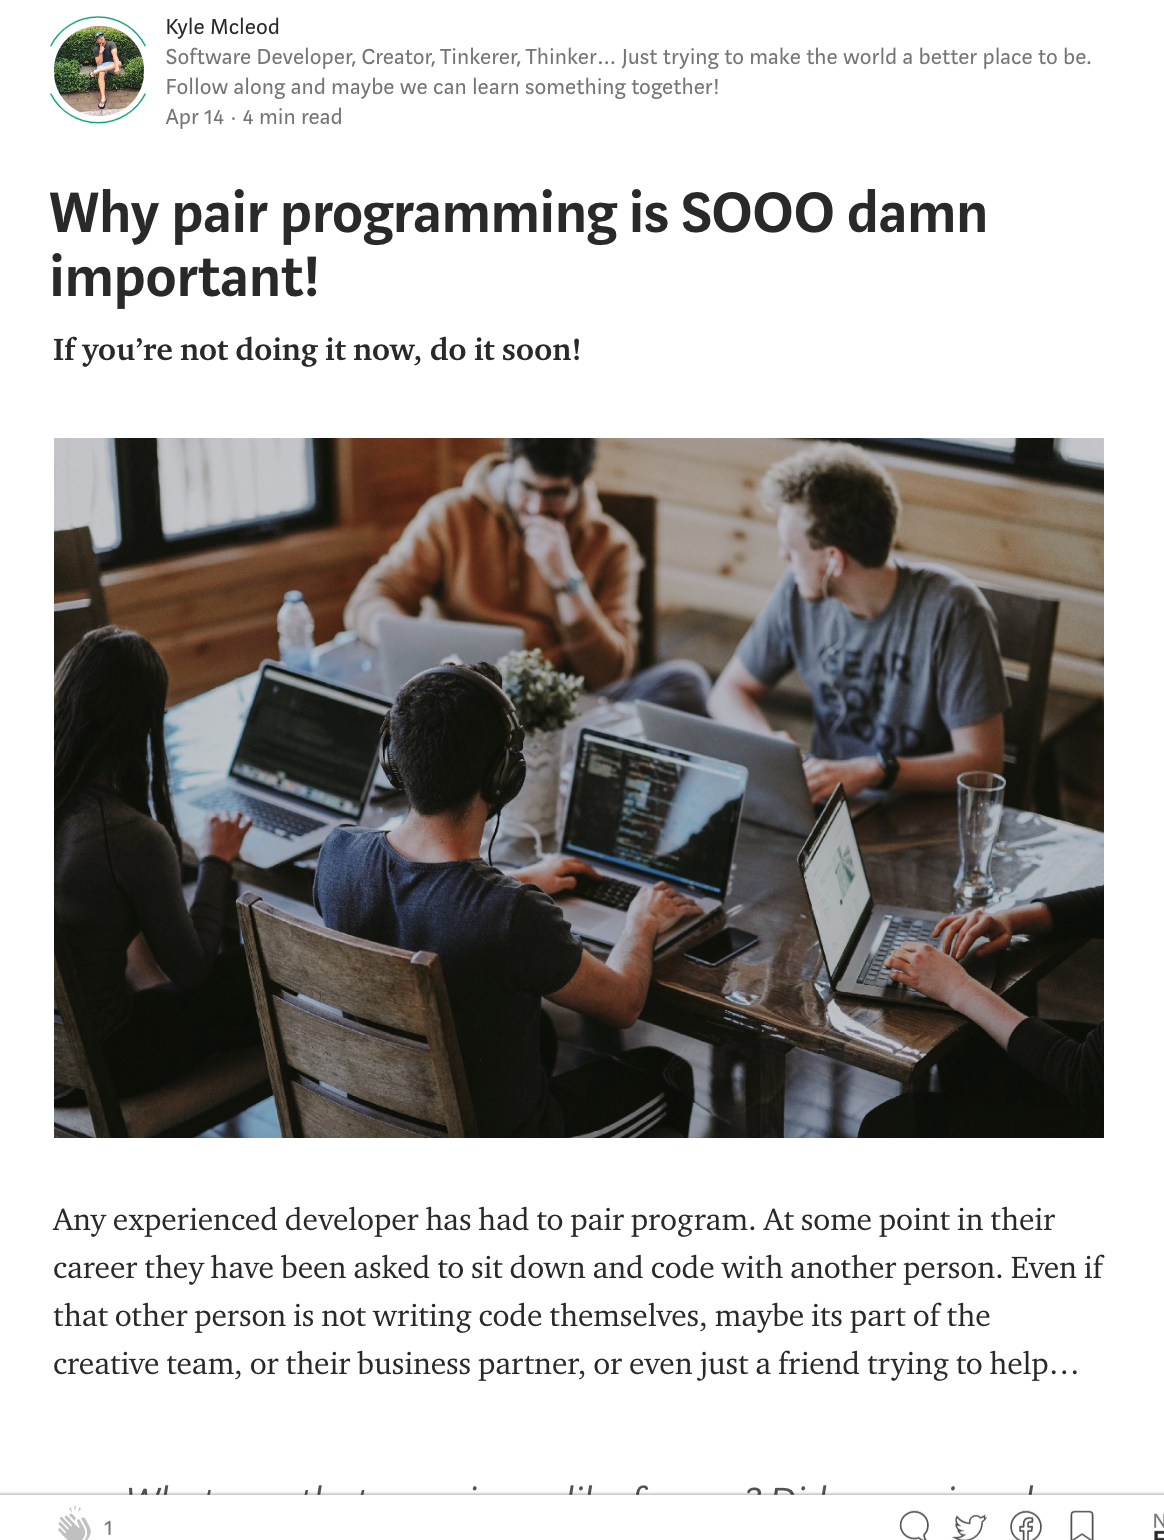 Kyle Mcleod
Software Developer, Creator, Tinkerer, Thinker… Just trying to make the world a better place to be.
Follow along and maybe we can learn something together!
Apr 14 · 4 min read
Why pair programming is SOOO damn
important!
If you’re not doing it now, do it soon!
Any experienced developer has had to pair program. At some point in their
career they have been asked to sit down and code with another person. Even if
that other person is not writing code themselves, maybe its part of the
creative team, or their business partner, or even just a friend trying to help…
1